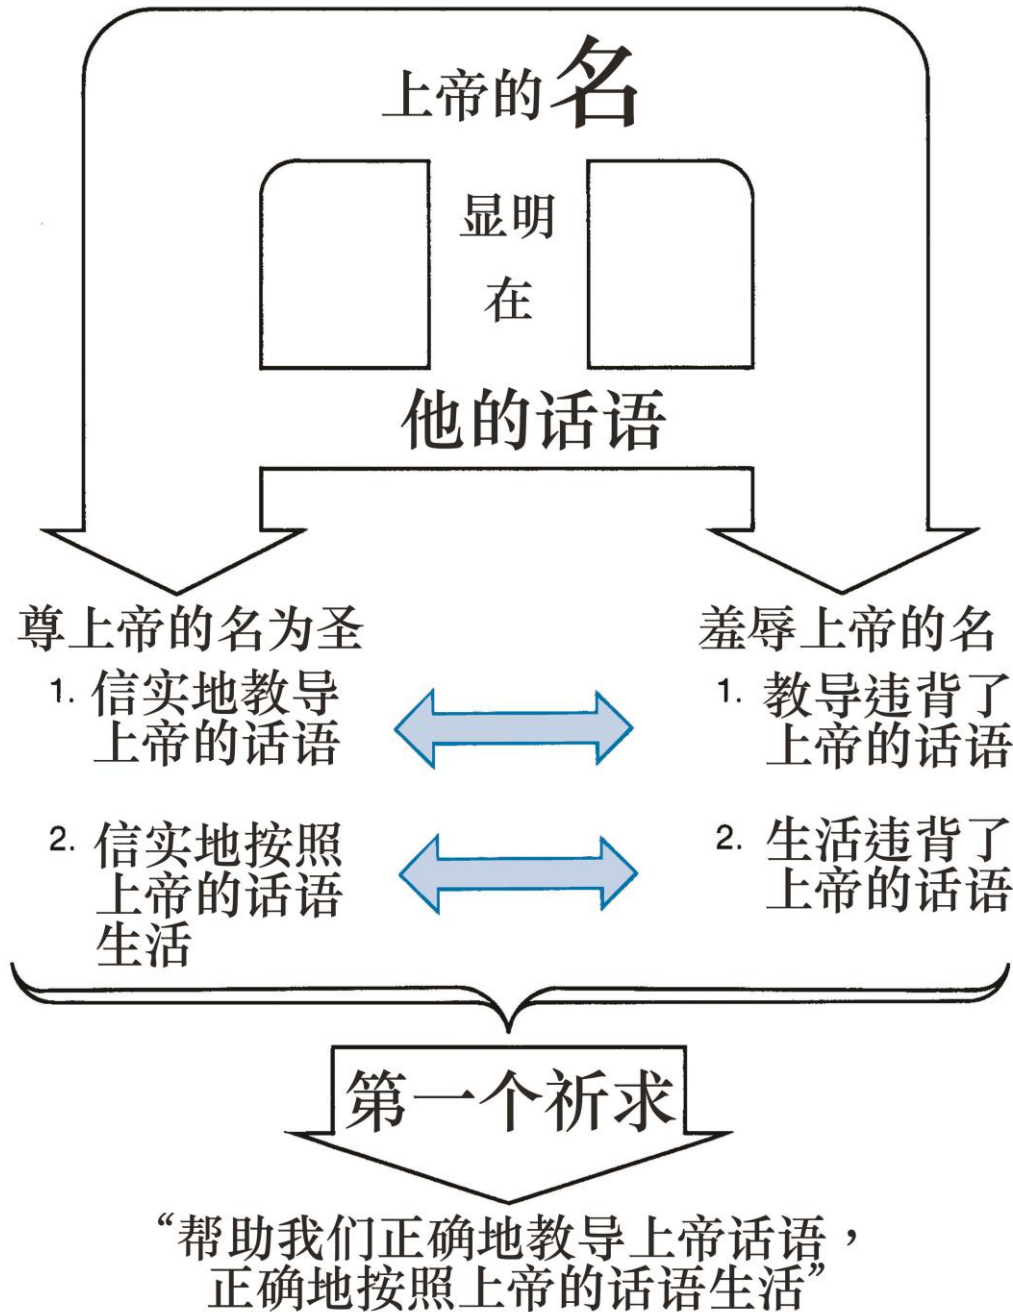 上帝的名
显明
在
他的话语
尊上帝的名为圣
1. 信实地教导
上帝的话语
2. 信实地按照
上帝的话语
生活
羞辱上帝的名
1. 教导违背了
上帝的话语
2. 生活违背了
上帝的话语
第一个祈求
“帮助我们正确地教导上帝话语，
正确地按照上帝的话语生活”